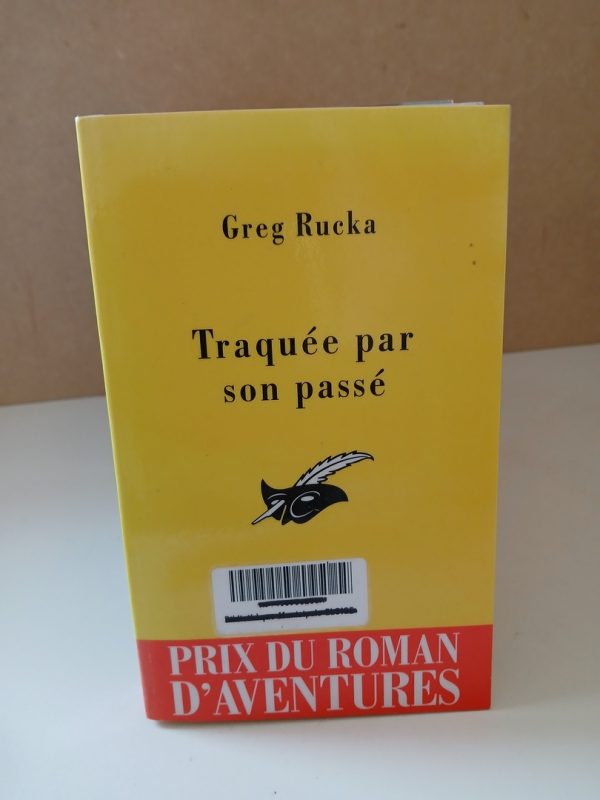 Greg Rucka
Traquée par
son passé
PRIX DU ROMAN
D'AVENTURES